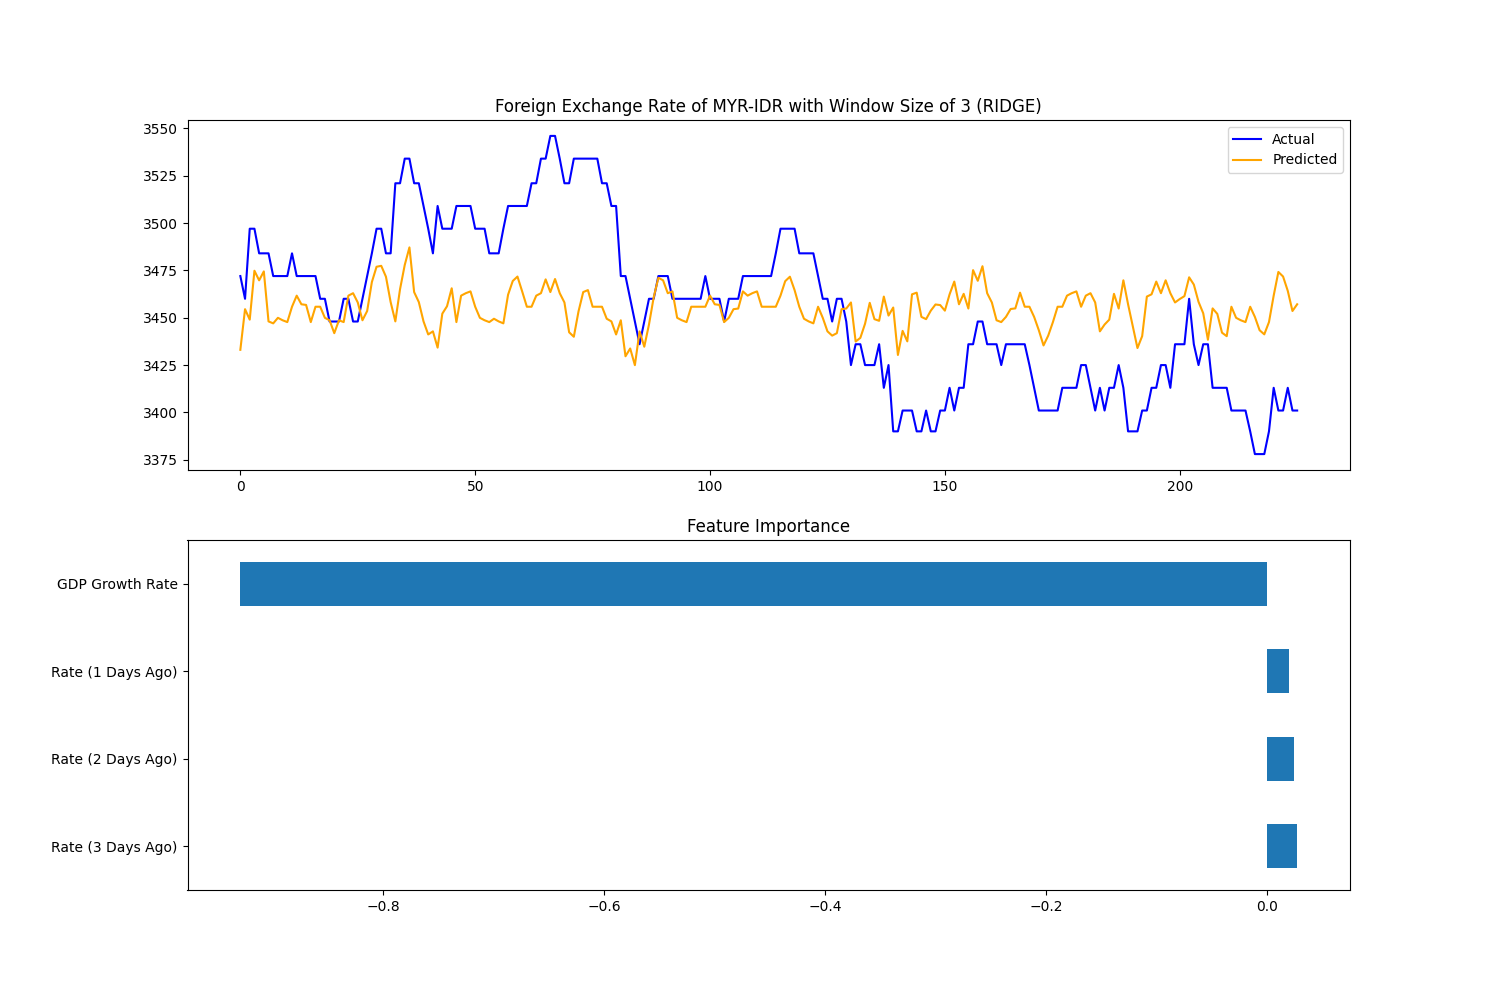 Foreign Exchange Rate of MYR-IDR with Window Size of 3 (RIDGE)
3550
3525
3500
3475
3450
3425
3400
3375
Actual
Predicted
0
50
100
150
200
Feature Importance
GDP Growth Rate
Rate (1 Days Ago)
Rate (2 Days Ago)
Rate (3 Days Ago)
−0.8
−0.6
−0.4
−0.2
0.0